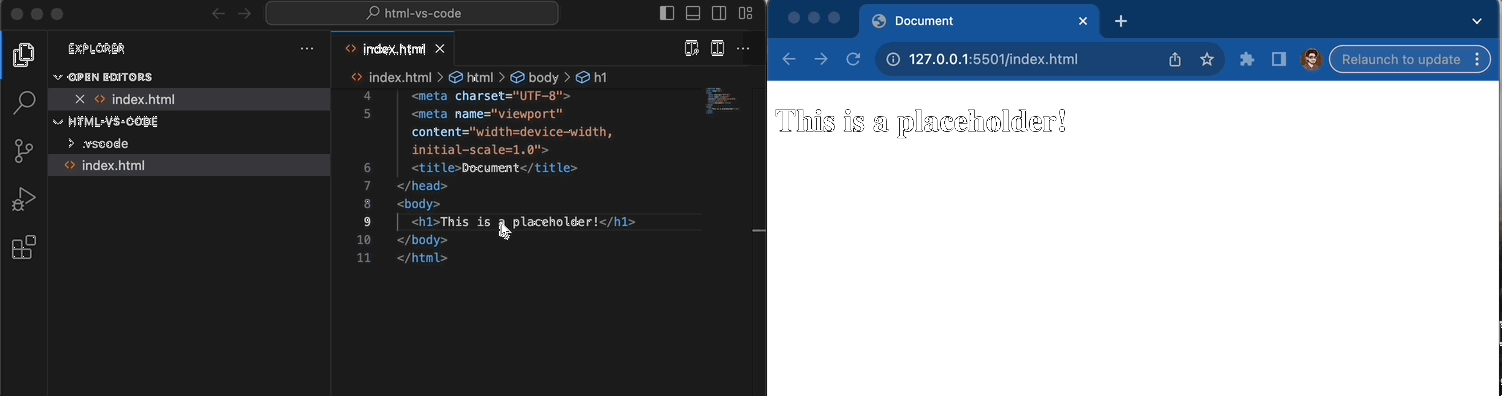 html-vs-code
EXPLORER
OPEN EDITORS
index.html
HTML-VS-CODE
.vscode
index.html
index.html
index.html > html > body > h1
4 <meta charset="UTF-8">
5 <meta name="viewport"
content="width=device-width,
initial-scale=1.0">
6 <title>Document</title>
7 </head>
8 <body>
9 <h1>This is a placeholder!</h1>
10 </body>
11 </html>
Document
127.0.0.1:5501/index.html
Relaunch to update
This is a placeholder!